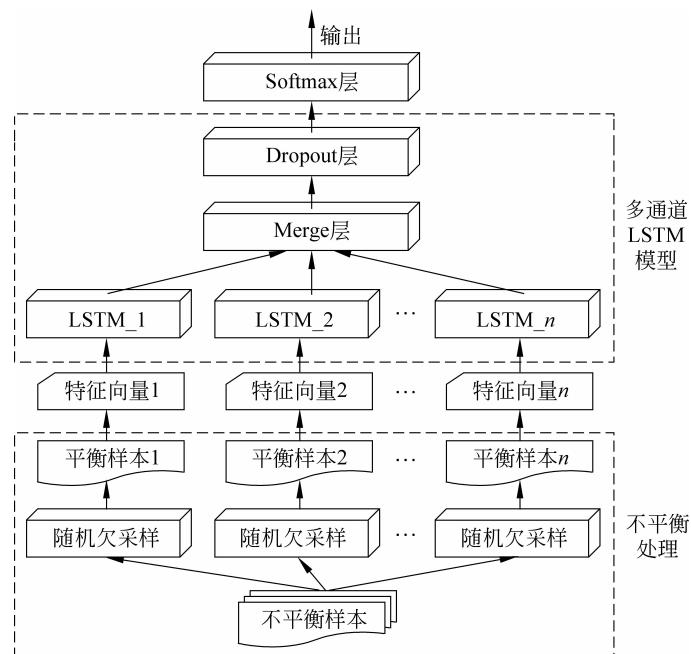 输出
Softmax层
Dropout层
Merge层
多通道
LSTM
模型
LSTM_1 LSTM_2 … LSTM_n
特征向量1 特征向量2 … 特征向量n
平衡样本1 平衡样本2 … 平衡样本n
随机欠采样 随机欠采样 … 随机欠采样
不平衡
处理
不平衡样本